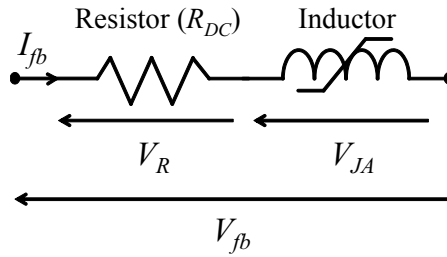 Resistor (R_DC) Inductor
I_fb
V_R V_JA
V_fb